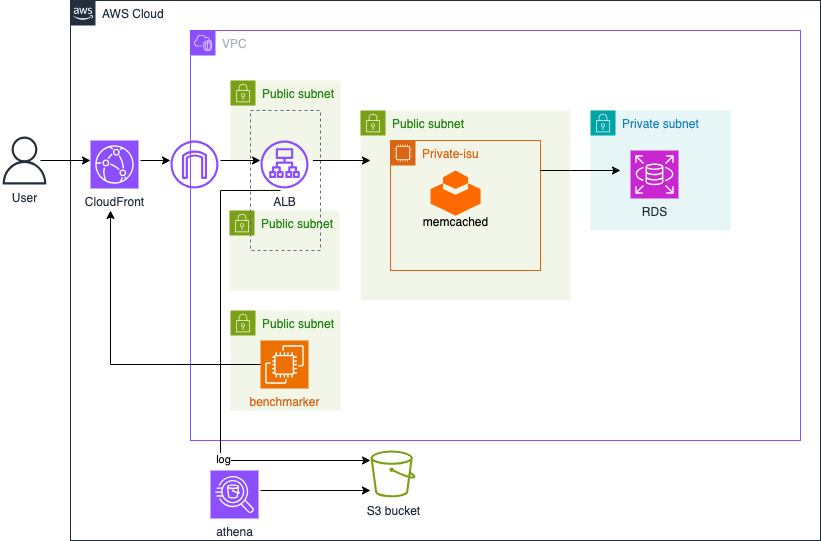 aws
AWS Cloud
VPC
Public subnet
Public subnet
Private subnet
Private-isu
User
CloudFront
ALB
memcached
RDS
Public subnet
Public subnet
benchmarker
log
S3 bucket
athena